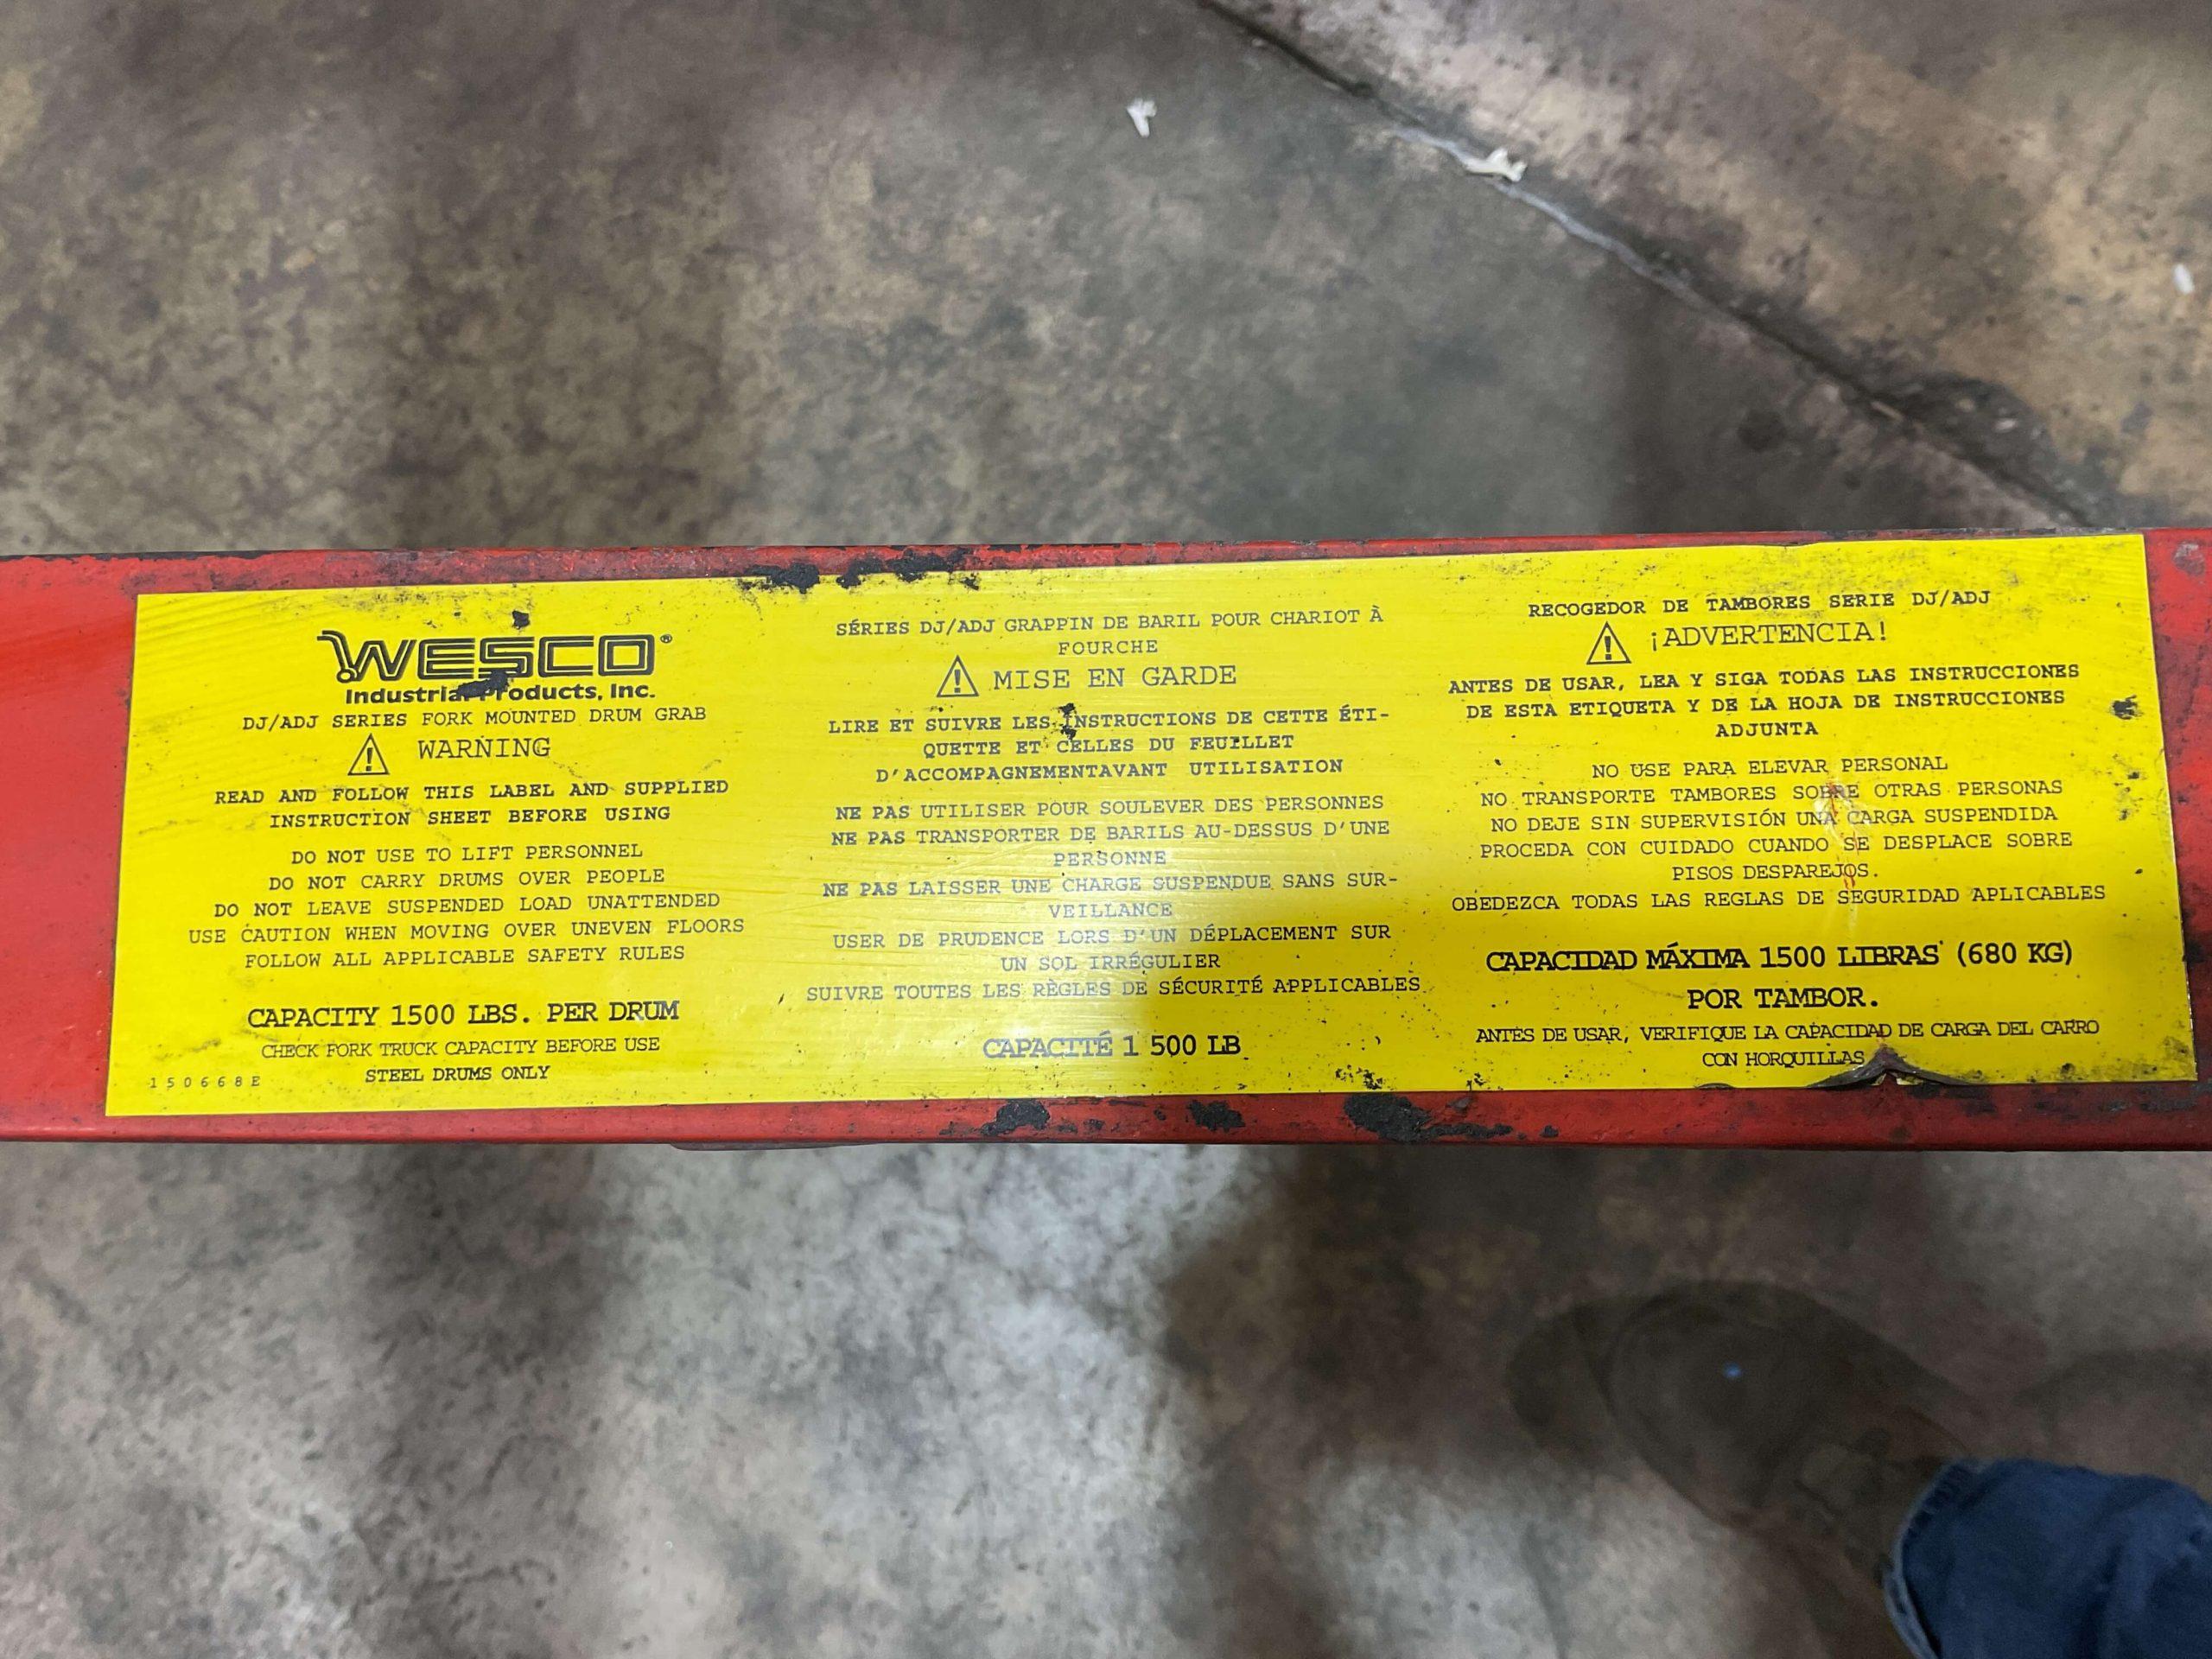 WESCO®
Industrial Products, Inc.
DJ/ADJ SERIES FORK MOUNTED DRUM GRAB
WARNING
READ AND FOLLOW THIS LABEL AND SUPPLIED
INSTRUCTION SHEET BEFORE USING
DO NOT USE TO LIFT PERSONNEL
DO NOT CARRY DRUMS OVER PEOPLE
DO NOT LEAVE SUSPENDED LOAD UNATTENDED
USE CAUTION WHEN MOVING OVER UNEVEN FLOORS
FOLLOW ALL APPLICABLE SAFETY RULES
CAPACITY 1500 LBS. PER DRUM
CHECK FORK TRUCK CAPACITY BEFORE USE
STEEL DRUMS ONLY
150668E
SÉRIES DJ/ADJ GRAPPIN DE BARIL POUR CHARIOT À
FOURCHE
MISE EN GARDE
LIRE ET SUIVRE LES INSTRUCTIONS DE CETTE ÉTI-
QUETTE ET CELLES DU FEUILLET
D'ACCOMPAGNEMENTAVANT UTILISATION
NE PAS UTILISER POUR SOULEVER DES PERSONNES
NE PAS TRANSPORTER DE BARILS AU-DESSUS D'UNE
PERSONNE
NE PAS LAISSER UNE CHARGE SUSPENDUE SANS SUR-
VEILLANCE
USER DE PRUDENCE LORS D'UN DÉPLACEMENT SUR
UN SOL IRRÉGULIER
SUIVRE TOUTES LES RÈGLES DE SÉCURITÉ APPLICABLES
CAPACITÉ 1 500 LB
RECOGEDOR DE TAMBORES SERIE DJ/ADJ
¡ADVERTENCIA!
ANTES DE USAR, LEA Y SIGA TODAS LAS INSTRUCCIONES
DE ESTA ETIQUETA Y DE LA HOJA DE INSTRUCCIONES
ADJUNTA
NO USE PARA ELEVAR PERSONAL
NO TRANSPORTE TAMBORES SOBRE OTRAS PERSONAS
NO DEJE SIN SUPERVISIÓN UNA CARGA SUSPENDIDA
PROCEDA CON CUIDADO CUANDO SE DESPLACE SOBRE
PISOS DESPAREJOS.
OBEDEZCA TODAS LAS REGLAS DE SEGURIDAD APLICABLES
CAPACIDAD MÁXIMA 1500 LIBRAS (680 KG)
POR TAMBOR.
ANTES DE USAR, VERIFIQUE LA CAPACIDAD DE CARGA DEL CARRO
CON HORQUILLAS